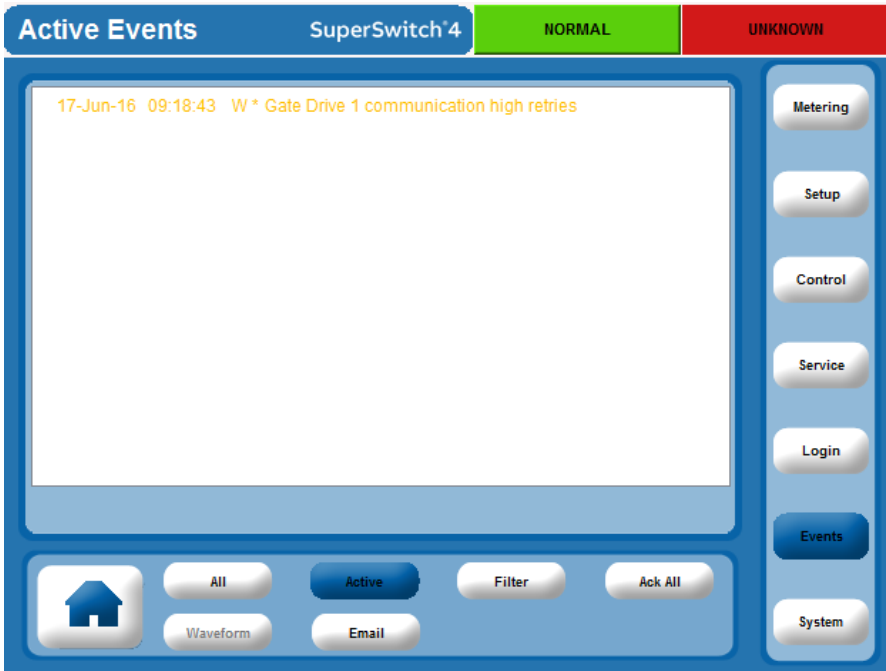 Active Events SuperSwitch®4 NORMAL UNKNOWN
17-Jun-16 09:18:43 W * Gate Drive 1 communication high retries
Metering
Setup
Control
Service
Login
Events
System
All Active Filter Ack All
Waveform Email